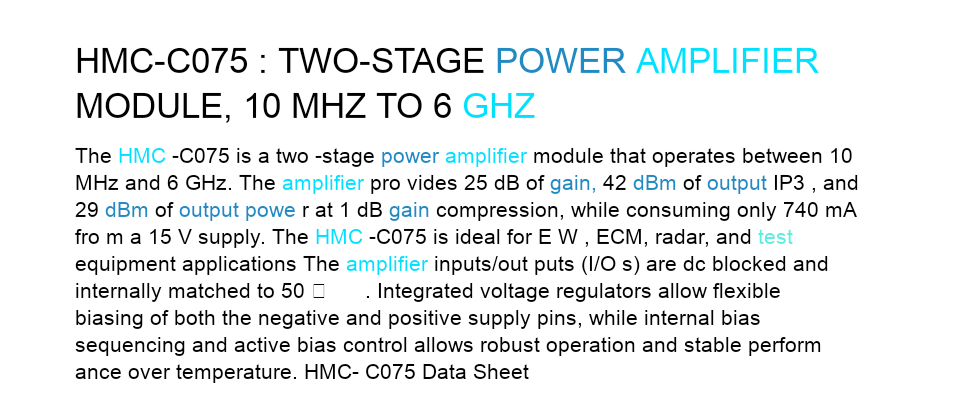 HMC-C075 : TWO-STAGE POWER AMPLIFIER
MODULE, 10 MHZ TO 6 GHZ
The HMC -C075 is a two -stage power amplifier module that operates between 10
MHz and 6 GHz. The amplifier pro vides 25 dB of gain, 42 dBm of output IP3 , and
29 dBm of output powe r at 1 dB gain compression, while consuming only 740 mA
fro m a 15 V supply. The HMC -C075 is ideal for E W , ECM, radar, and test
equipment applications The amplifier inputs/out puts (I/O s) are dc blocked and
internally matched to 50 □ . Integrated voltage regulators allow flexible
biasing of both the negative and positive supply pins, while internal bias
sequencing and active bias control allows robust operation and stable perform
ance over temperature. HMC- C075 Data Sheet